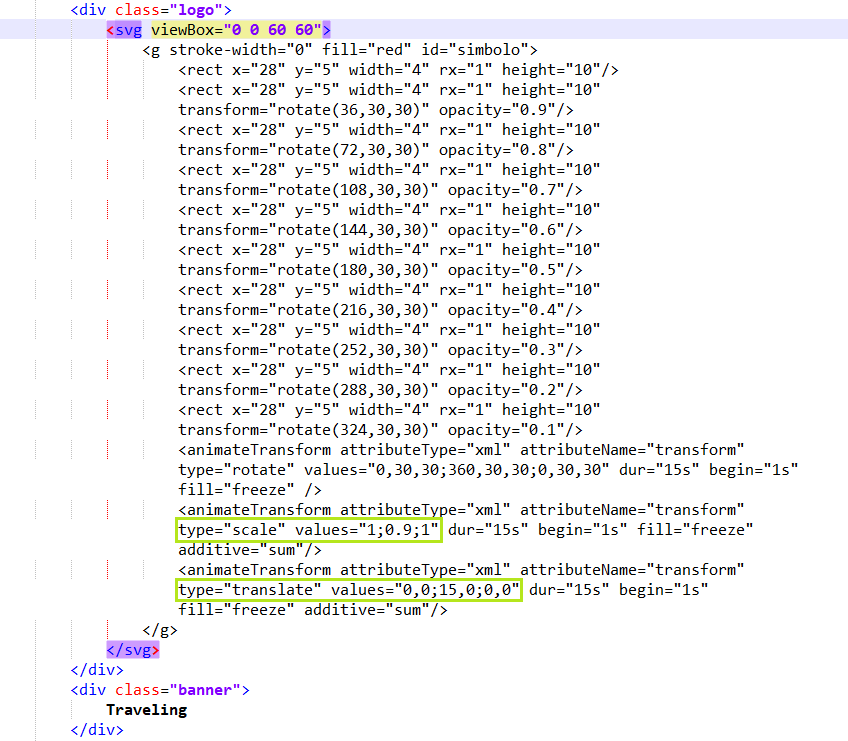 <div class="logo">
<svg viewBox="0 0 60 60">
<g stroke-width="0" fill="red" id="simbolo">
<rect x="28" y="5" width="4" rx="1" height="10"/>
<rect x="28" y="5" width="4" rx="1" height="10"
transform="rotate(36,30,30)" opacity="0.9"/>
<rect x="28" y="5" width="4" rx="1" height="10"
transform="rotate(72,30,30)" opacity="0.8"/>
<rect x="28" y="5" width="4" rx="1" height="10"
transform="rotate(108,30,30)" opacity="0.7"/>
<rect x="28" y="5" width="4" rx="1" height="10"
transform="rotate(144,30,30)" opacity="0.6"/>
<rect x="28" y="5" width="4" rx="1" height="10"
transform="rotate(180,30,30)" opacity="0.5"/>
<rect x="28" y="5" width="4" rx="1" height="10"
transform="rotate(216,30,30)" opacity="0.4"/>
<rect x="28" y="5" width="4" rx="1" height="10"
transform="rotate(252,30,30)" opacity="0.3"/>
<rect x="28" y="5" width="4" rx="1" height="10"
transform="rotate(288,30,30)" opacity="0.2"/>
<rect x="28" y="5" width="4" rx="1" height="10"
transform="rotate(324,30,30)" opacity="0.1"/>
<animateTransform attributeType="xml" attributeName="transform"
type="rotate" values="0,30,30;360,30,30;0,30,30" dur="15s" begin="1s"
fill="freeze" />
<animateTransform attributeType="xml" attributeName="transform"
type="scale" values="1;0.9;1" dur="15s" begin="1s" fill="freeze"
additive="sum"/>
<animateTransform attributeType="xml" attributeName="transform"
type="translate" values="0,0;15,0;0,0" dur="15s" begin="1s"
fill="freeze" additive="sum"/>
</g>
</svg>
</div>
<div class="banner">
Traveling
</div>